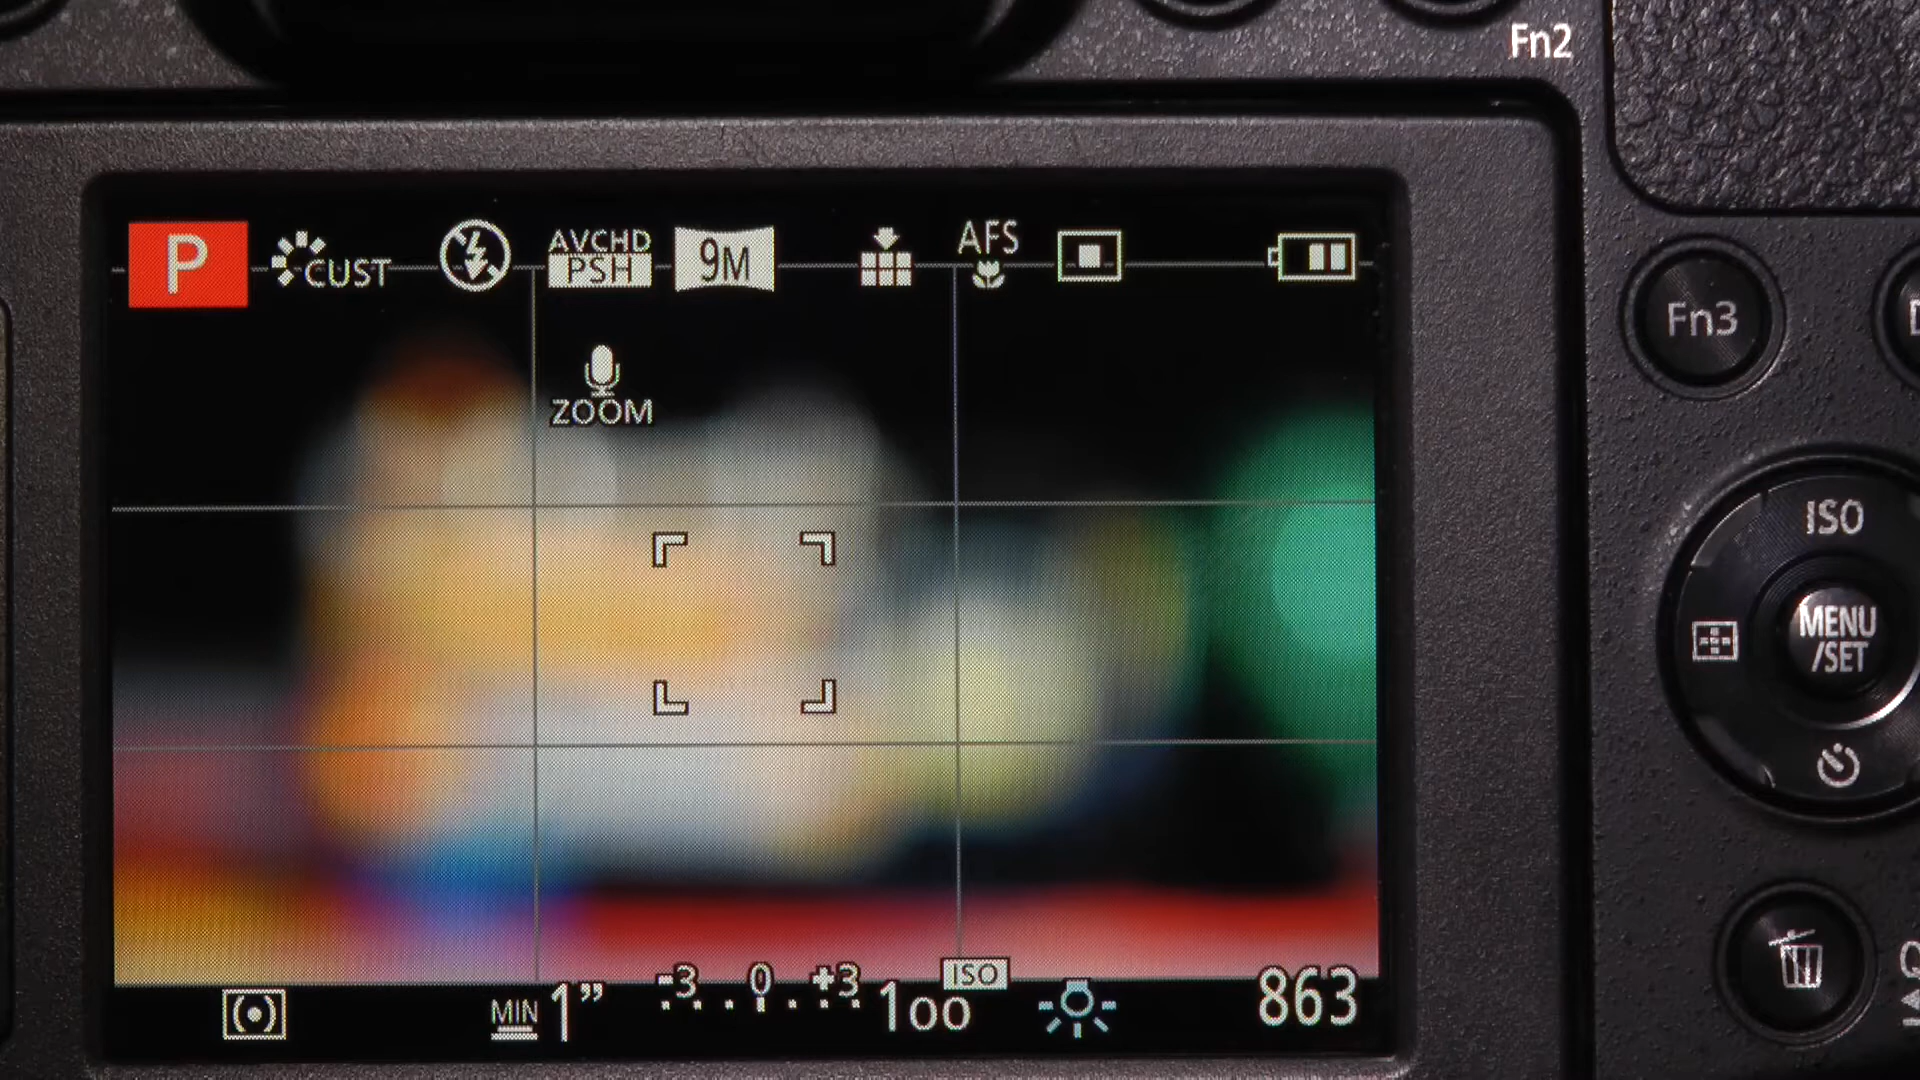 Fn2
P
CUST
AVCHD
PSH
9M
AFS
ZOOM
Fn3
ISO
MENU
/SET
-3 0 +3
ISO
MIN 1” 100
863